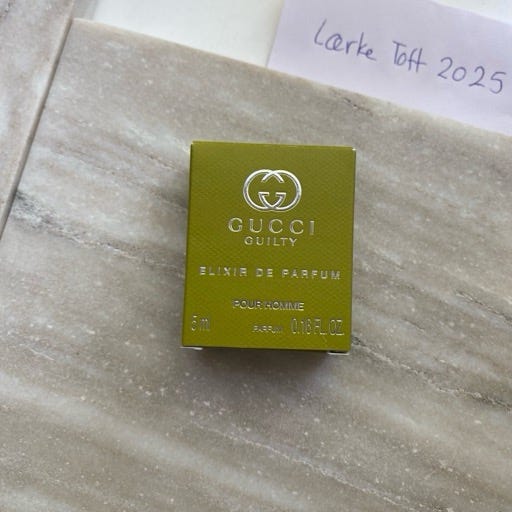 Lærke Toft 2025
GUCCI
GUILTY
ELIXIR DE PARFUM
POUR HOMME
5 ml PARFUM 0.16 FL.OZ.